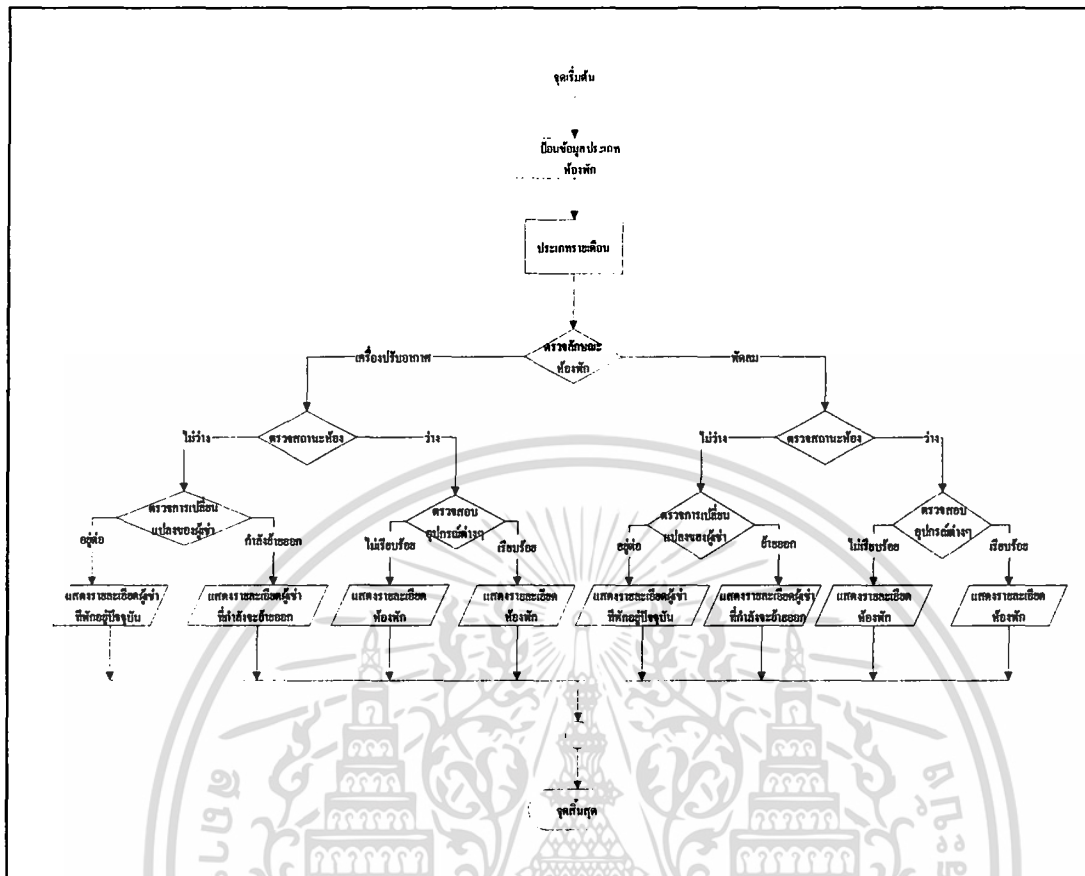 จุดเริ่มต้น
ป้อนข้อมูลประเภท
ห้องพัก
ประเภทรายเดือน
เครื่องปรับอากาศ
ตรวจลักษณะ
ห้องพัก
พัดลม
ไม่ว่าง
ตรวจสถานะห้อง
ว่าง
ไม่ว่าง
ตรวจสถานะห้อง
ว่าง
ตรวจการเปลี่ยน
แปลงของผู้เช่า
ตรวจสอบ
อุปกรณ์ต่างๆ
ตรวจการเปลี่ยน
แปลงของผู้เช่า
ตรวจสอบ
อุปกรณ์ต่างๆ
อยู่ต่อ
กำลังย้ายออก
ไม่เรียบร้อย
เรียบร้อย
อยู่ต่อ
ย้ายออก
ไม่เรียบร้อย
เรียบร้อย
แสดงรายละเอียดผู้เช่า
ที่พักอยู่ปัจจุบัน
แสดงรายละเอียดผู้เช่า
ที่กำลังจะย้ายออก
แสดงรายละเอียด
ห้องพัก
แสดงรายละเอียด
ห้องพัก
แสดงรายละเอียดผู้เช่า
ที่พักอยู่ปัจจุบัน
แสดงรายละเอียดผู้เช่า
ที่กำลังจะย้ายออก
แสดงรายละเอียด
ห้องพัก
แสดงรายละเอียด
ห้องพัก
จุดสิ้นสุด